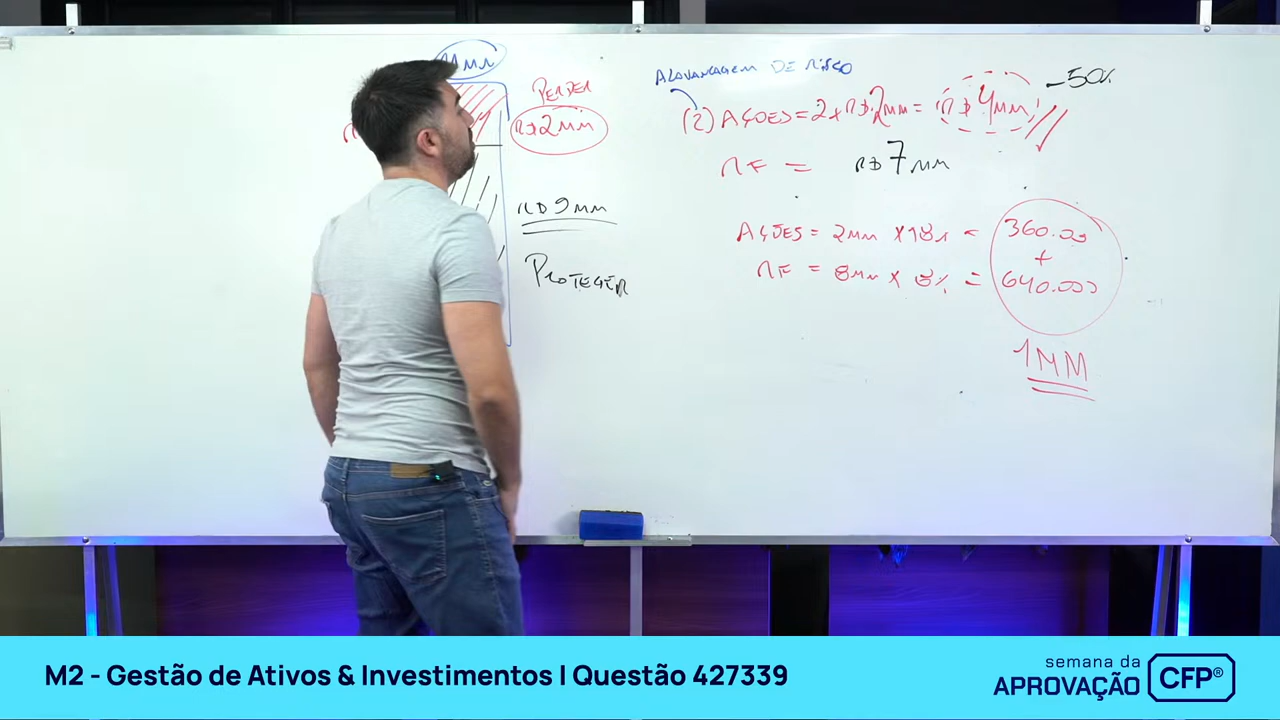 11MM
PERDER
R$2MM
R$9MM
PROTEGER
ALAVANCAGEM DE RISCO
(2) AÇÕES = 2 x R$ 2MM = R$ 4MM
-50%
RF = R$ 7MM
AÇÕES = 2MM x 18% = 360.000
+
RF = 8MM x 8% = 640.000
1MM
M2 - Gestão de Ativos & Investimentos | Questão 427339
semana da
APROVAÇÃO CFP®